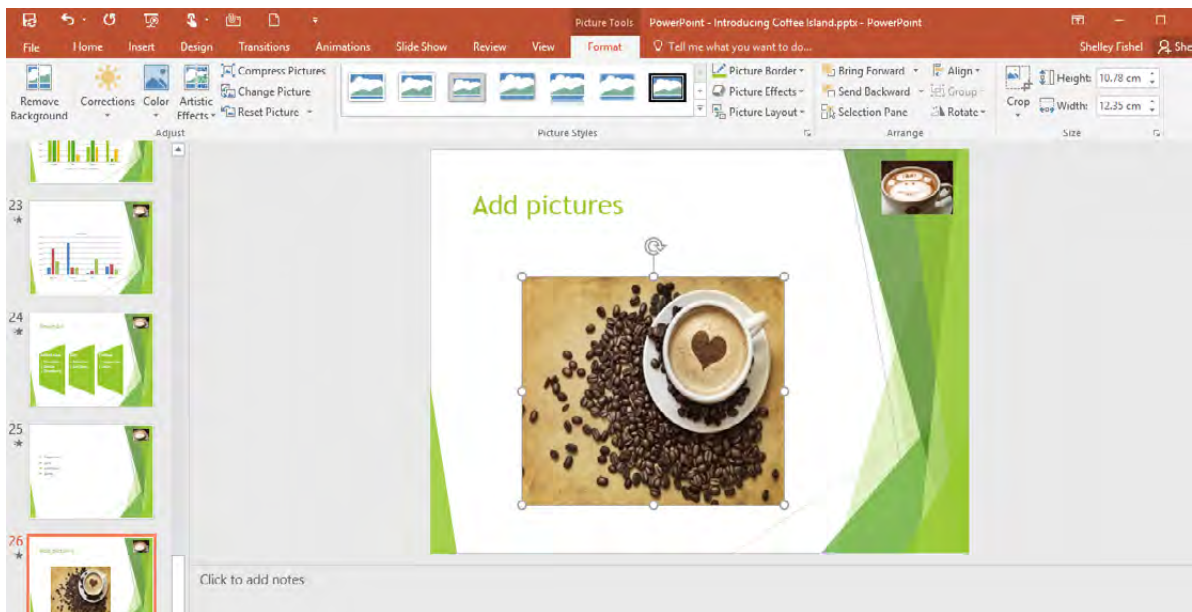 Picture Tools PowerPoint - Introducing Coffee Island.pptx - PowerPoint
File Home Insert Design Transitions Animations Slide Show Review View Format Tell me what you want to do... Shelley Fishel She
Remove Background
Corrections
Color
Artistic Effects
Compress Pictures
Change Picture
Reset Picture
Adjust
Picture Styles
Picture Border
Picture Effects
Picture Layout
Bring Forward
Send Backward
Selection Pane
Align
Group
Rotate
Arrange
Crop
Height: 10.78 cm
Width: 12.35 cm
Size
23
24
25
26
Add pictures
Add pictures
Click to add notes